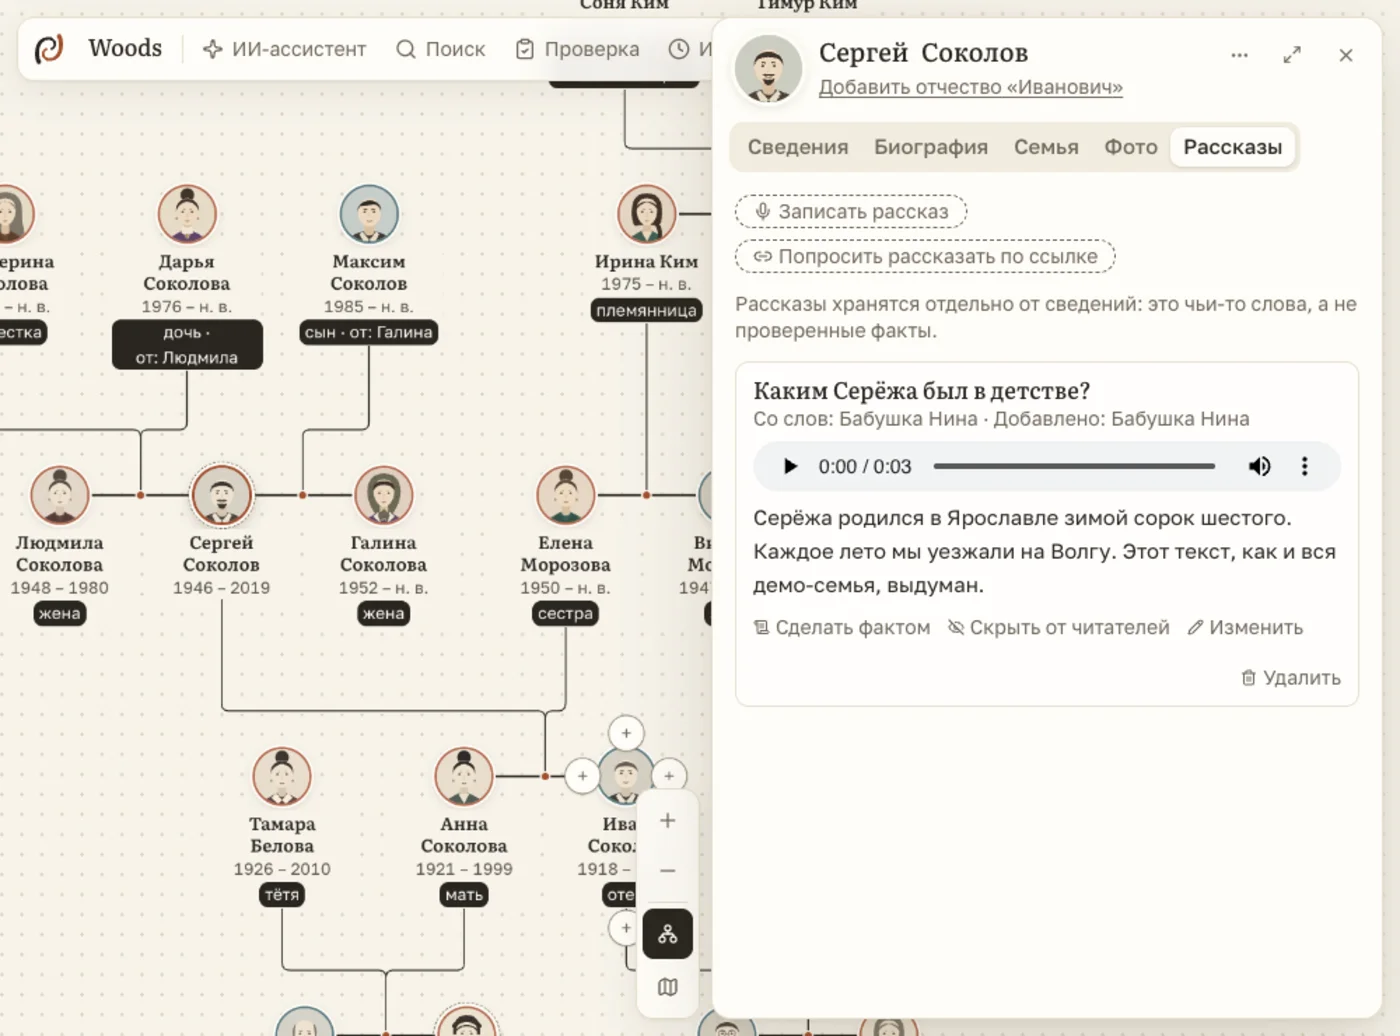 Соня Ким
Тимур Ким
Woods
ИИ-ассистент
Поиск
Проверка
Сергей Соколов
Добавить отчество «Иванович»
Сведения
Биография
Семья
Фото
Рассказы
Записать рассказ
Попросить рассказать по ссылке
Рассказы хранятся отдельно от сведений: это чьи-то слова, а не
проверенные факты.
Каким Серёжа был в детстве?
Со слов: Бабушка Нина · Добавлено: Бабушка Нина
0:00 / 0:03
Серёжа родился в Ярославле зимой сорок шестого.
Каждое лето мы уезжали на Волгу. Этот текст, как и вся
демо-семья, выдуман.
Сделать фактом
Скрыть от читателей
Изменить
Удалить
– н. в.
Дарья
Соколова
1976 – н. в.
дочь ·
от: Людмила
Максим
Соколов
1985 – н. в.
сын · от: Галина
Ирина Ким
1975 – н. в.
племянница
Людмила
Соколова
1948 – 1980
жена
Сергей
Соколов
1946 – 2019
Галина
Соколова
1952 – н. в.
жена
Елена
Морозова
1950 – н. в.
сестра
Тамара
Белова
1926 – 2010
тётя
Анна
Соколова
1921 – 1999
мать
1918 –